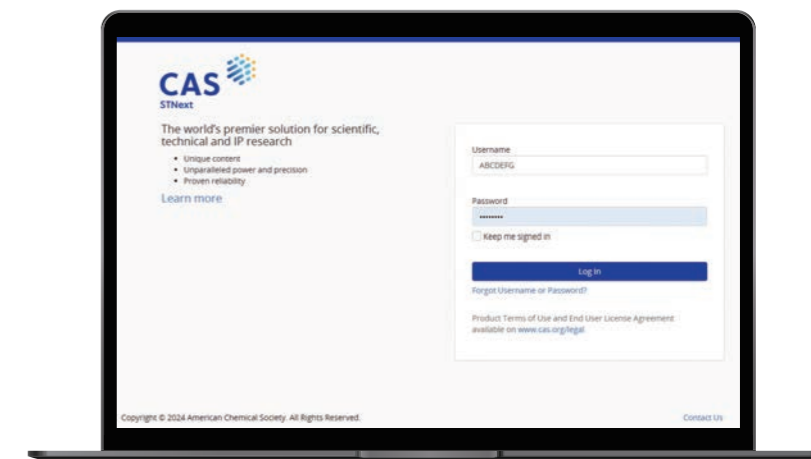 CAS
STNext
The world's premier solution for scientific,
technical and IP research
• Unique content
• Unparalleled power and precision
• Proven reliability
Learn more
Username
ABCDEFG
Password
••••••••
Keep me signed in
Log In
Forgot Username or Password?
Product Terms of Use and End User License Agreement
available on www.cas.org/legal
Copyright © 2024 American Chemical Society. All Rights Reserved.
Contact Us